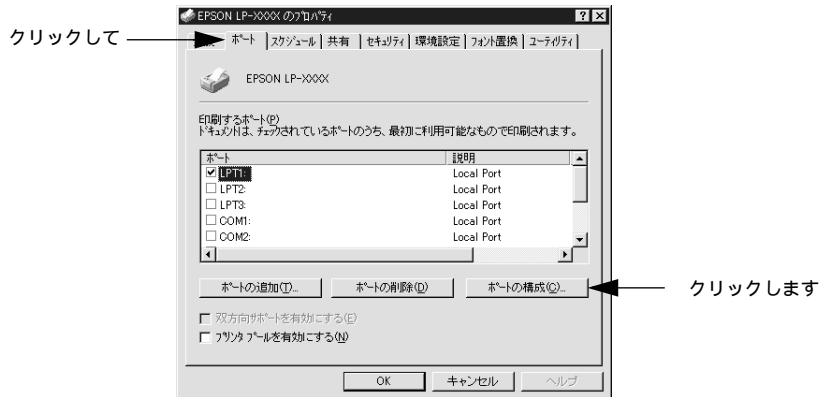 EPSON LP-XXXX のプロパティ
クリックして
ポート スケジュール 共有 セキュリティ 環境設定 フォント置換 ユーティリティ
EPSON LP-XXXX
印刷するポート(P)
ドキュメントは、チェックされているポートのうち、最初に利用可能なもので印刷されます。
ポート 説明
LPT1: Local Port
LPT2: Local Port
LPT3: Local Port
COM1: Local Port
COM2: Local Port
ポートの追加(T)... ポートの削除(D) ポートの構成(C)...
クリックします
双方向サポートを有効にする(E)
プリンタ プールを有効にする(N)
OK キャンセル ヘルプ